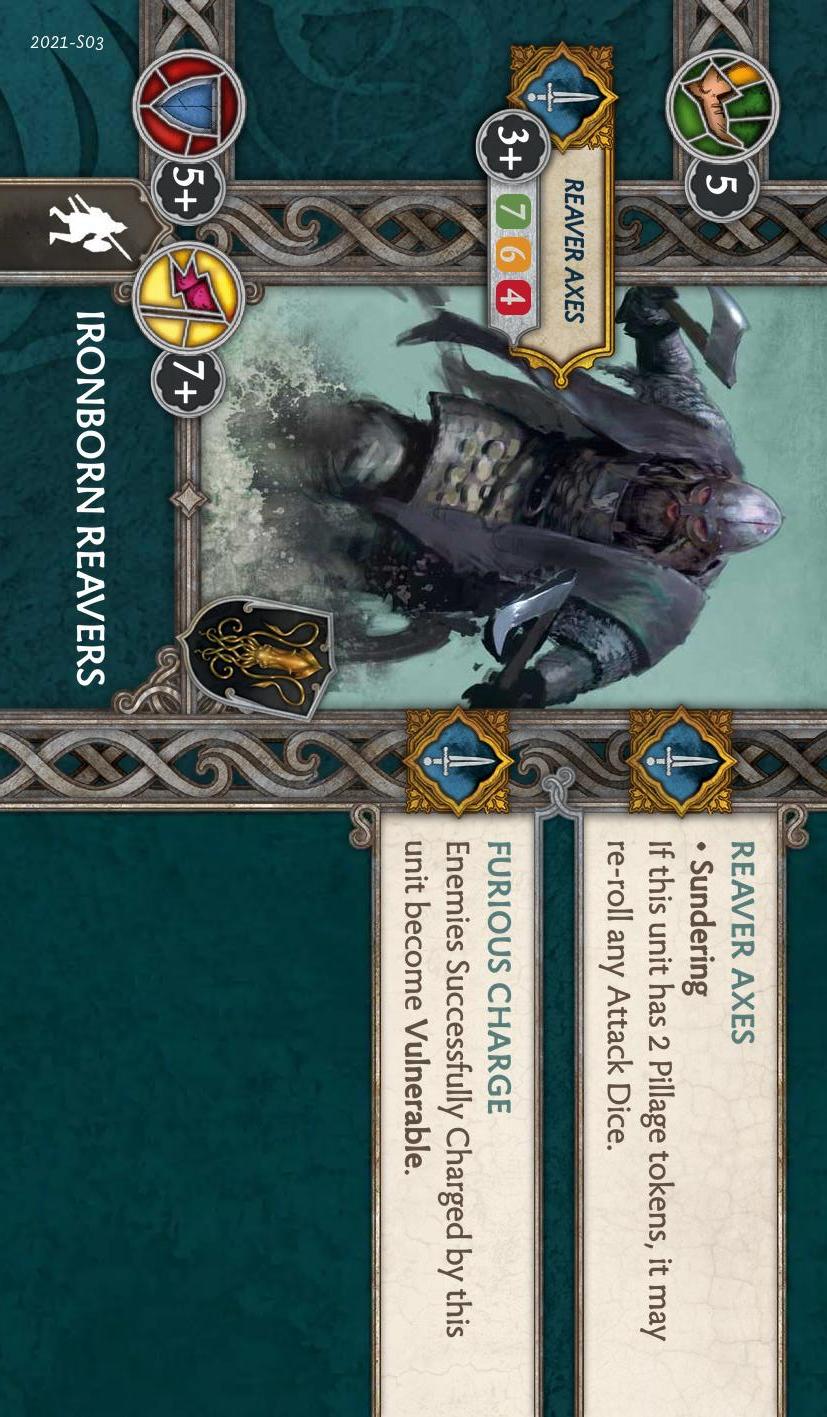 5
REAVER AXES
3+
7 6 4
5+
7+
IRONBORN REAVERS
REAVER AXES
• Sundering
If this unit has 2 Pillage tokens, it may
re-roll any Attack Dice.
FURIOUS CHARGE
Enemies Successfully Charged by this
unit become Vulnerable.
2021-S03